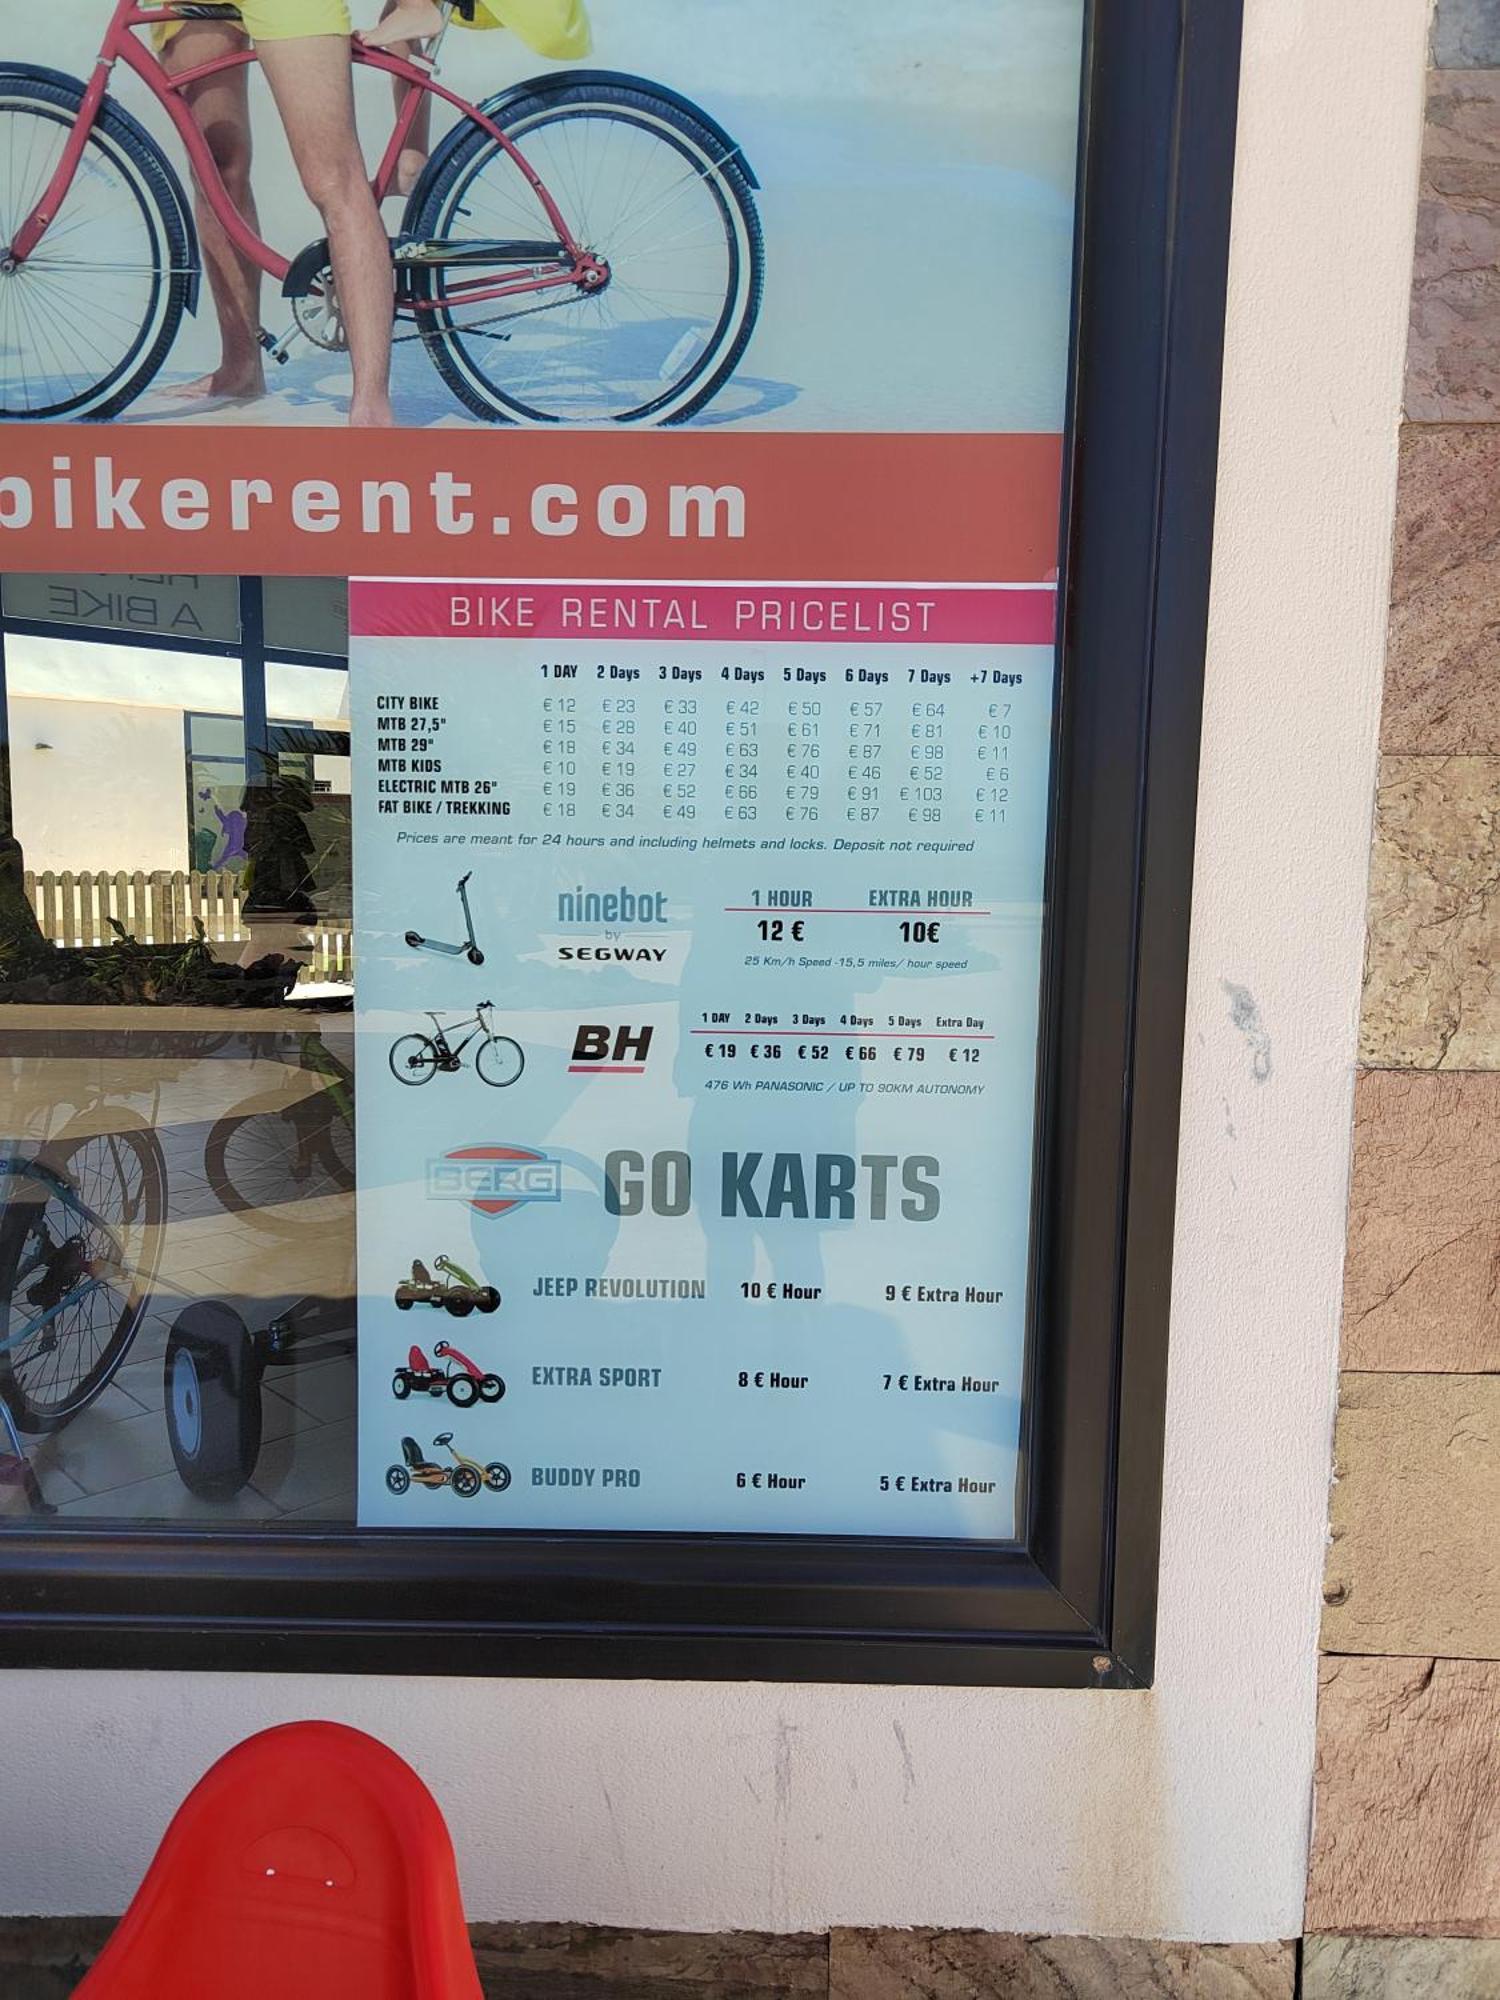 bikerent.com
A BIKE
BIKE RENTAL PRICELIST
1 DAY 2 Days 3 Days 4 Days 5 Days 6 Days 7 Days +7 Days
CITY BIKE € 12 € 23 € 33 € 42 € 50 € 57 € 64 € 7
MTB 27,5" € 15 € 28 € 40 € 51 € 61 € 71 € 81 € 10
MTB 29" € 18 € 34 € 49 € 63 € 76 € 87 € 98 € 11
MTB KIDS € 10 € 19 € 27 € 34 € 40 € 46 € 52 € 6
ELECTRIC MTB 26" € 19 € 36 € 52 € 66 € 79 € 91 € 103 € 12
FAT BIKE / TREKKING € 18 € 34 € 49 € 63 € 76 € 87 € 98 € 11
Prices are meant for 24 hours and including helmets and locks. Deposit not required
ninebot
by
SEGWAY
1 HOUR EXTRA HOUR
12 € 10€
25 Km/h Speed -15,5 miles/ hour speed
BH
1 DAY 2 Days 3 Days 4 Days 5 Days Extra Day
€ 19 € 36 € 52 € 66 € 79 € 12
476 Wh PANASONIC / UP TO 90KM AUTONOMY
BERG GO KARTS
JEEP REVOLUTION 10 € Hour 9 € Extra Hour
EXTRA SPORT 8 € Hour 7 € Extra Hour
BUDDY PRO 6 € Hour 5 € Extra Hour